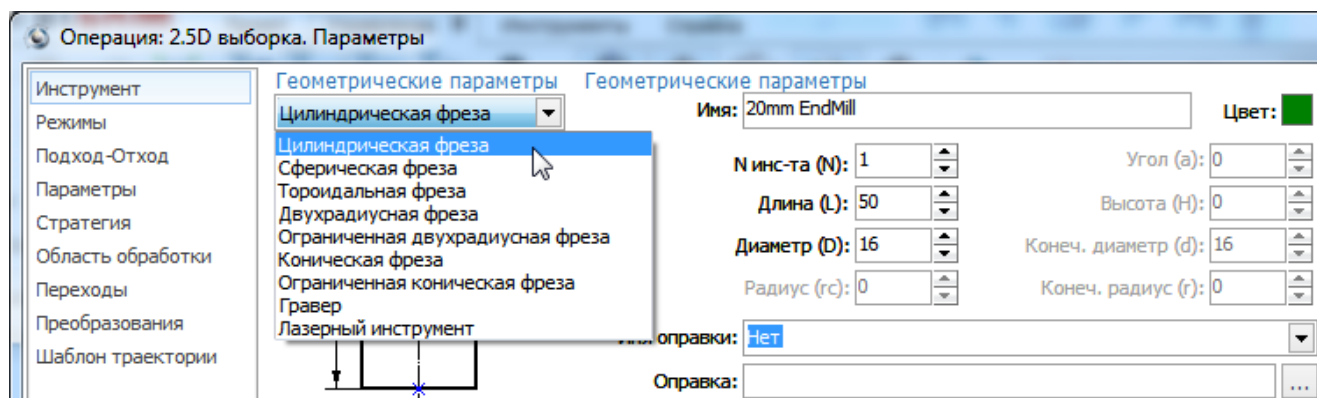 Операция: 2.5D выборка. Параметры
Инструмент
Режимы
Подход-Отход
Параметры
Стратегия
Область обработки
Переходы
Преобразования
Шаблон траектории
Геометрические параметры
Цилиндрическая фреза
Цилиндрическая фреза
Сферическая фреза
Тороидальная фреза
Двухрадиусная фреза
Ограниченная двухрадиусная фреза
Коническая фреза
Ограниченная коническая фреза
Гравер
Лазерный инструмент
Геометрические параметры
Имя: 20mm EndMill Цвет:
N инс-та (N): 1 Угол (a): 0
Длина (L): 50 Высота (H): 0
Диаметр (D): 16 Конеч. диаметр (d): 16
Радиус (rc): 0 Конеч. радиус (r): 0
оправки: Нет
Оправка: ...